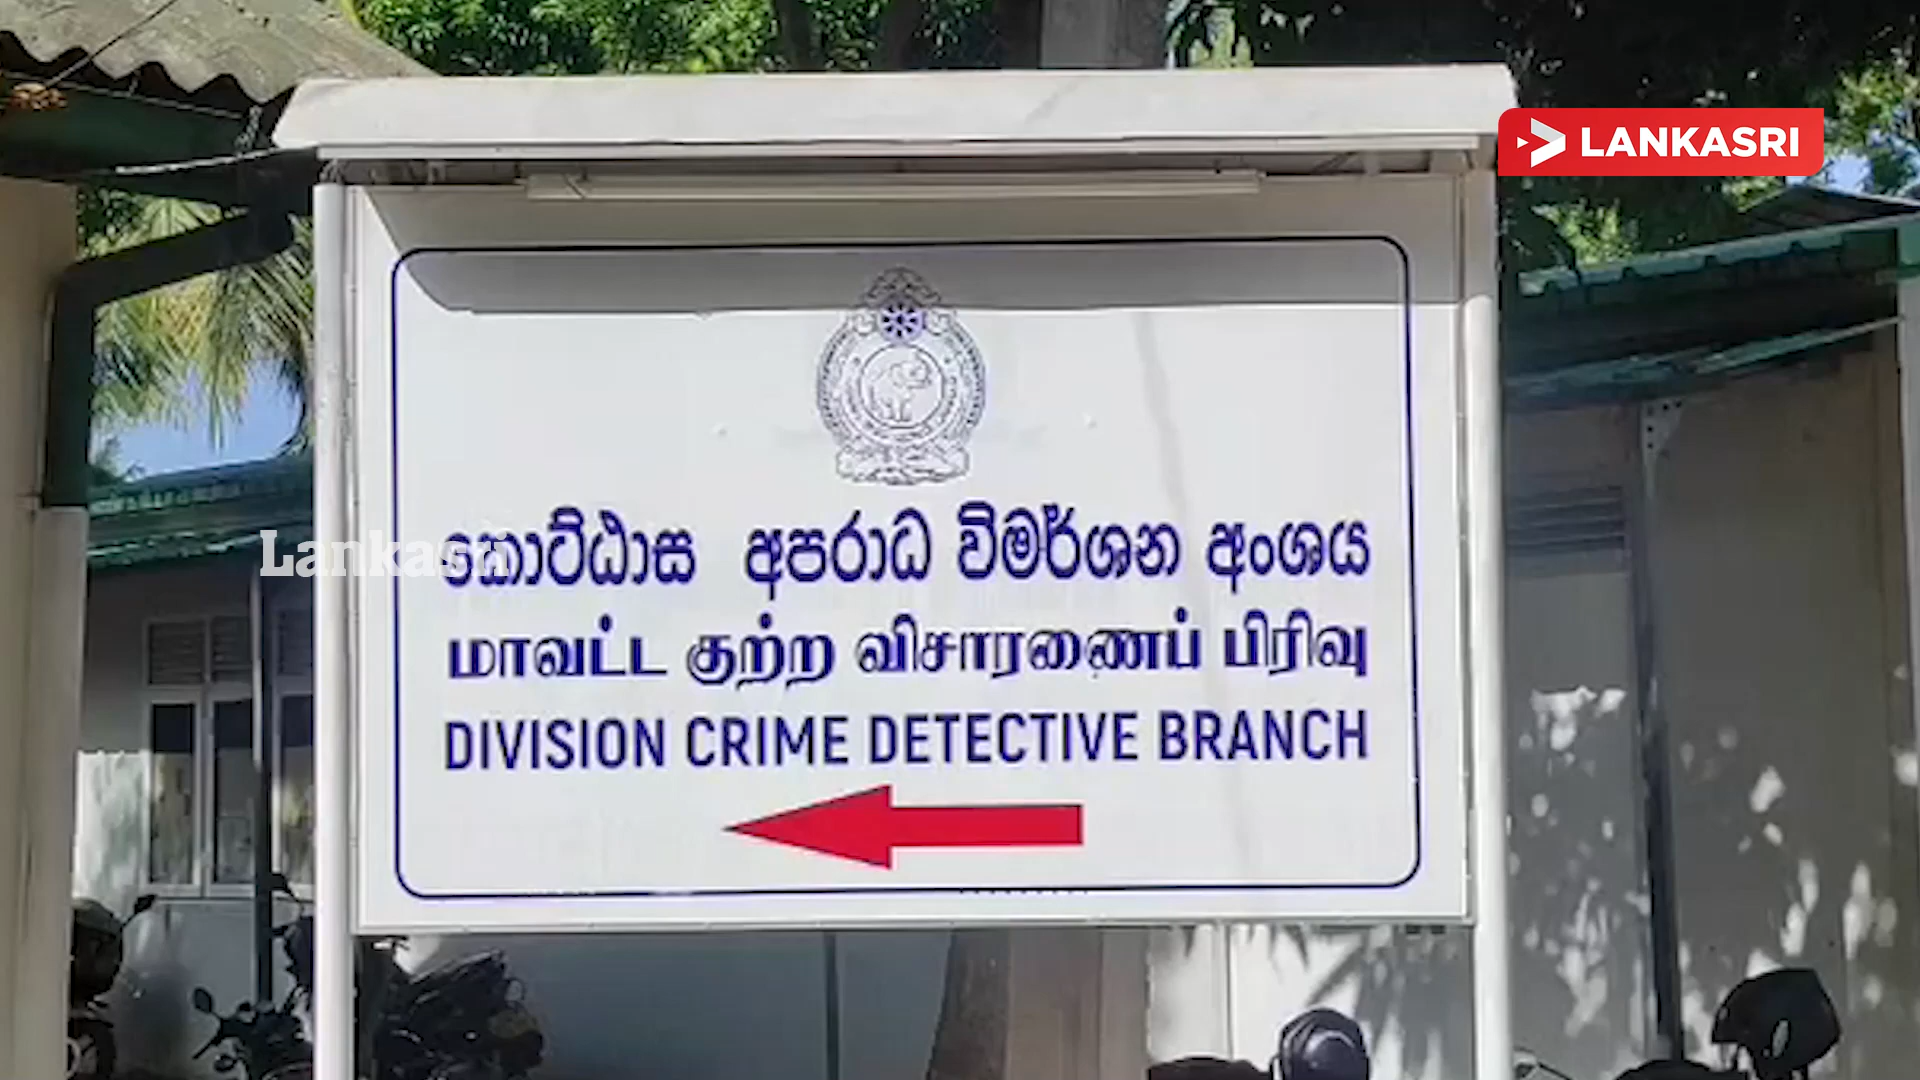 LANKASRI
Lankasri
කොට්ඨාස අපරාධ විමර්ශන අංශය
மாவட்ட குற்ற விசாரணைப் பிரிவு
DIVISION CRIME DETECTIVE BRANCH